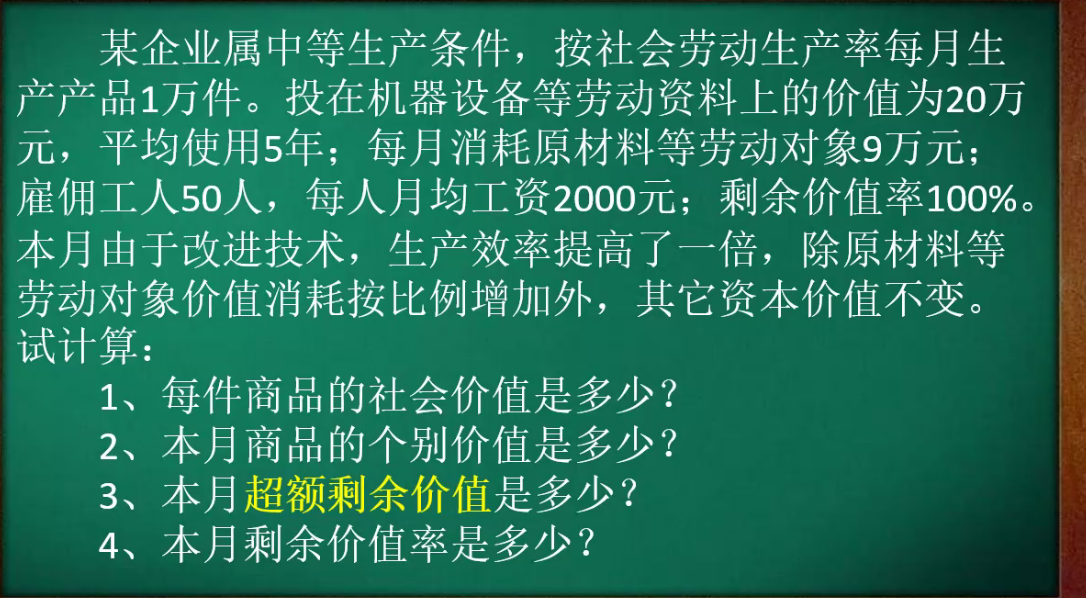 某企业属中等生产条件，按社会劳动生产率每月生
产产品1万件。投在机器设备等劳动资料上的价值为20万
元，平均使用5年；每月消耗原材料等劳动对象9万元；
雇佣工人50人，每人月均工资2000元；剩余价值率100%。
本月由于改进技术，生产效率提高了一倍，除原材料等
劳动对象价值消耗按比例增加外，其它资本价值不变。
试计算：
1、每件商品的社会价值是多少？
2、本月商品的个别价值是多少？
3、本月超额剩余价值是多少？
4、本月剩余价值率是多少？